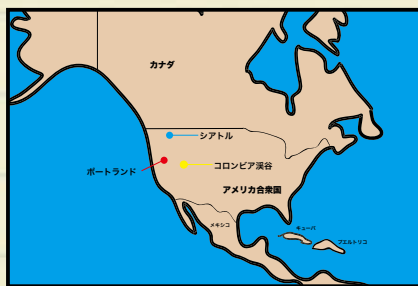 カナダ
シアトル
コロンビア渓谷
ポートランド
アメリカ合衆国
メキシコ
キューバ
プエルトリコ